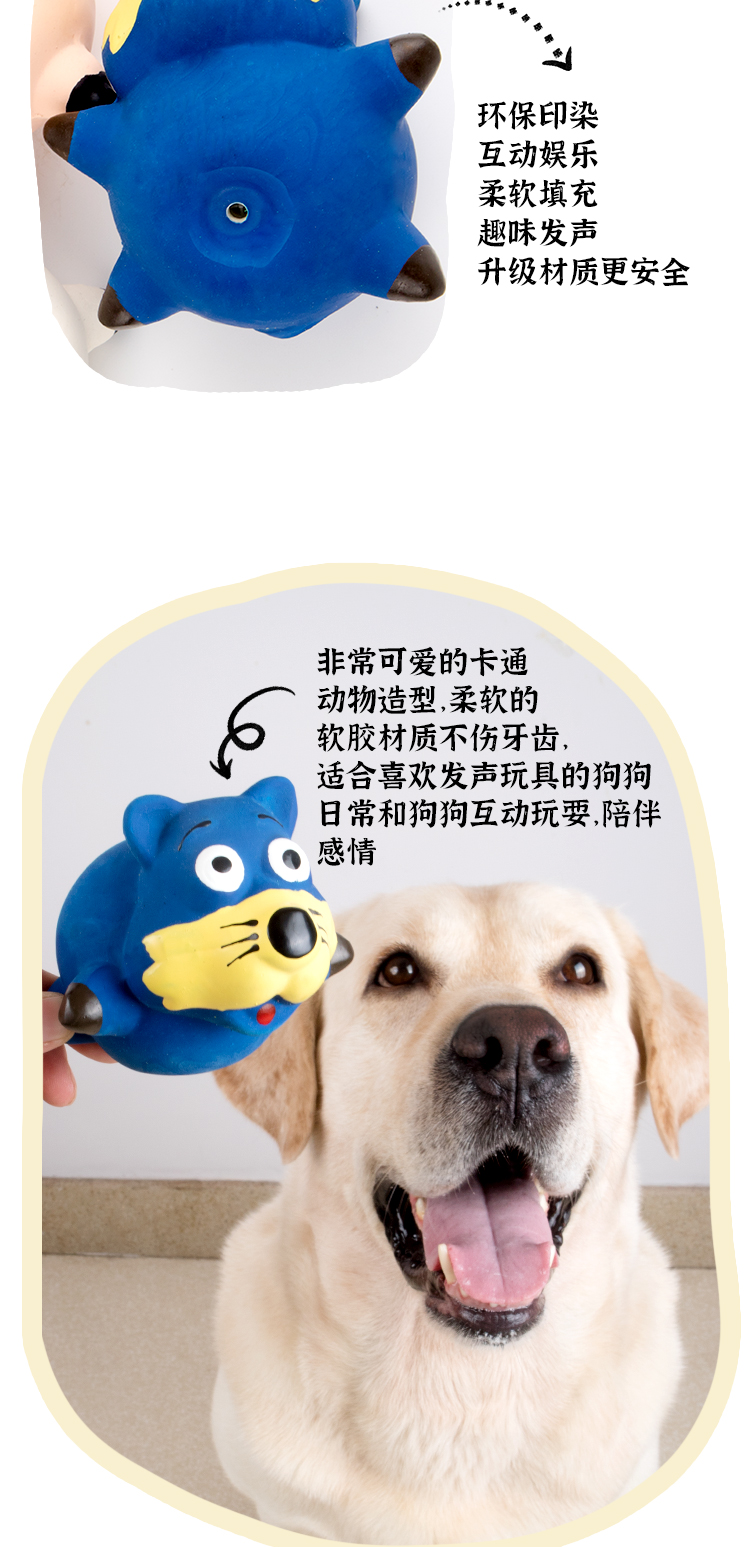 环保印染
互动娱乐
柔软填充
趣味发声
升级材质更安全
非常可爱的卡通
动物造型,柔软的
软胶材质不伤牙齿,
适合喜欢发声玩具的狗狗
日常和狗狗互动玩耍,陪伴
感情